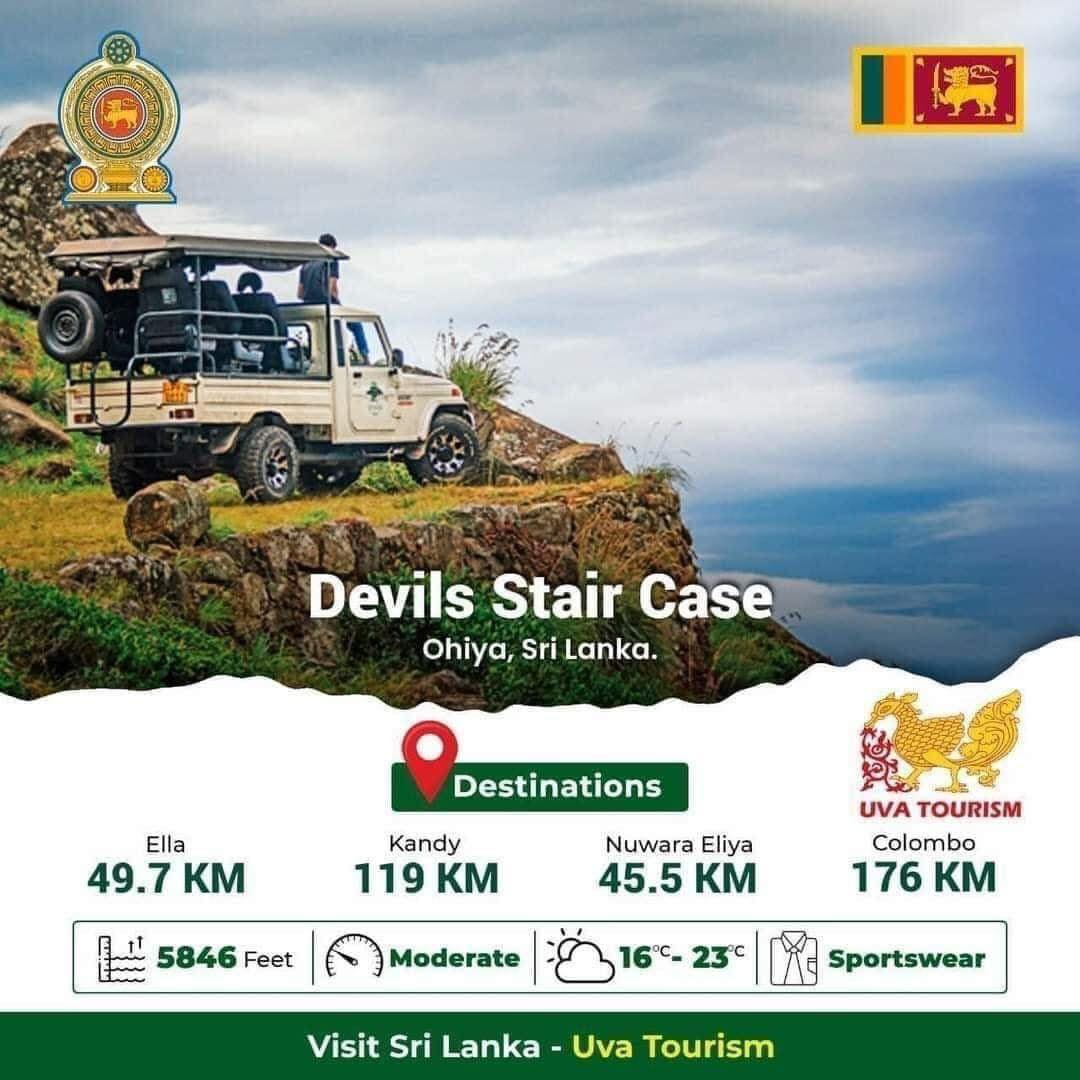 Devils Stair Case
Ohiya, Sri Lanka.
Destinations
UVA TOURISM
Ella
49.7 KM
Kandy
119 KM
Nuwara Eliya
45.5 KM
Colombo
176 KM
5846 Feet
Moderate
16°C- 23°C
Sportswear
Visit Sri Lanka - Uva Tourism